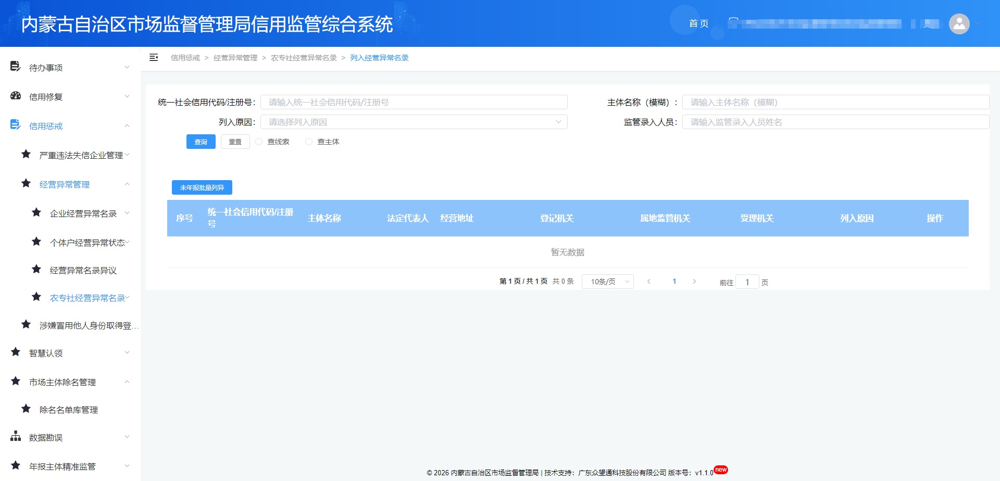 内蒙古自治区市场监督管理局信用监管综合系统
首页
待办事项
信用修复
信用惩戒
严重违法失信企业管理
经营异常管理
企业经营异常名录
个体户经营异常状态
经营异常名录异议
农专社经营异常名录
涉嫌冒用他人身份取得登...
智慧认领
市场主体除名管理
除名名单库管理
数据勘误
年报主体精准监管
信用惩戒 > 经营异常管理 > 农专社经营异常名录 > 列入经营异常名录
统一社会信用代码/注册号： 请输入统一社会信用代码/注册号 主体名称（模糊）： 请输入主体名称（模糊）
列入原因： 请选择列入原因 监管录入人员： 请输入监管录入人员姓名
查询 重置 查线索 查主体
未年报批量列异
序号 统一社会信用代码/注册号 主体名称 法定代表人 经营地址 登记机关 属地监管机关 受理机关 列入原因 操作
暂无数据
第 1 页 / 共 1 页 共 0 条 10条/页 < 1 > 前往 1 页
© 2026 内蒙古自治区市场监督管理局 | 技术支持：广东众望通科技股份有限公司 版本号：v1.1.0 new